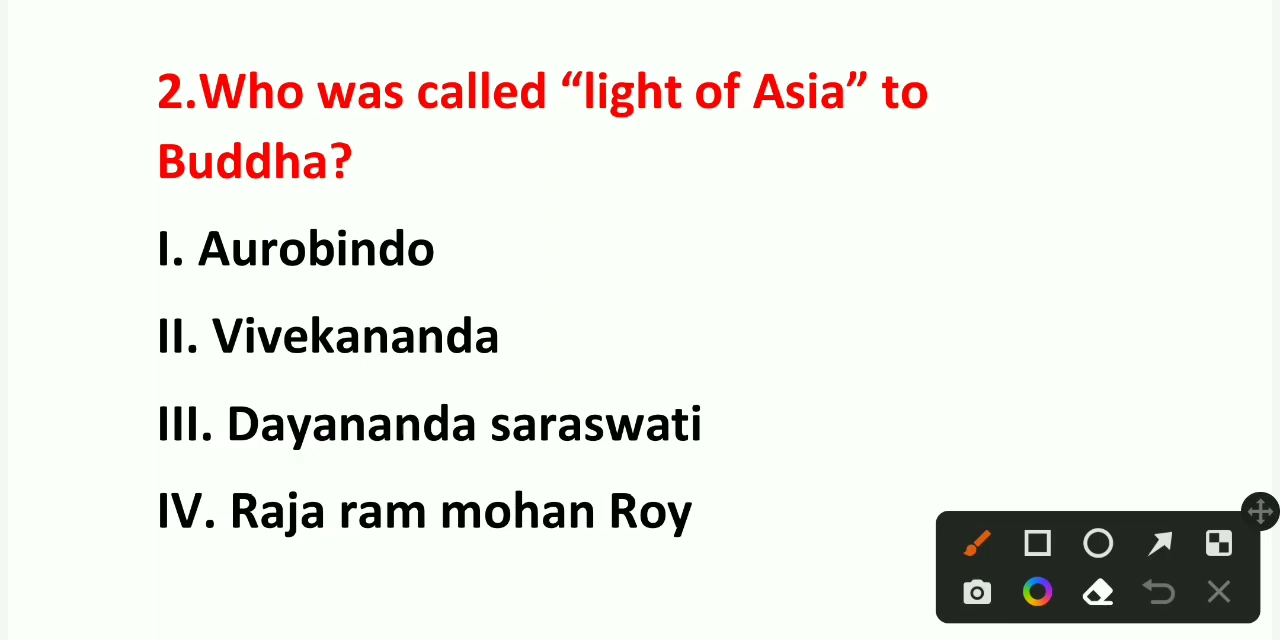 2.Who was called “light of Asia” to
Buddha?
I. Aurobindo
II. Vivekananda
III. Dayananda saraswati
IV. Raja ram mohan Roy